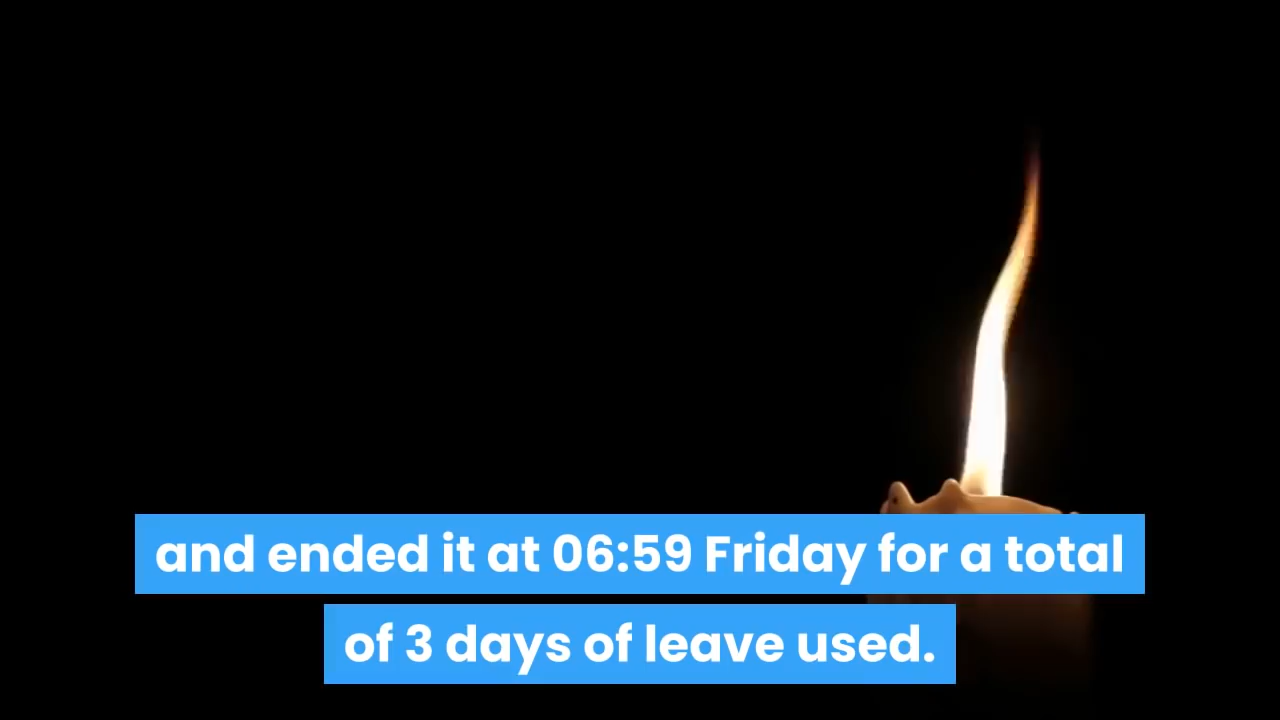 and ended it at 06:59 Friday for a total
of 3 days of leave used.